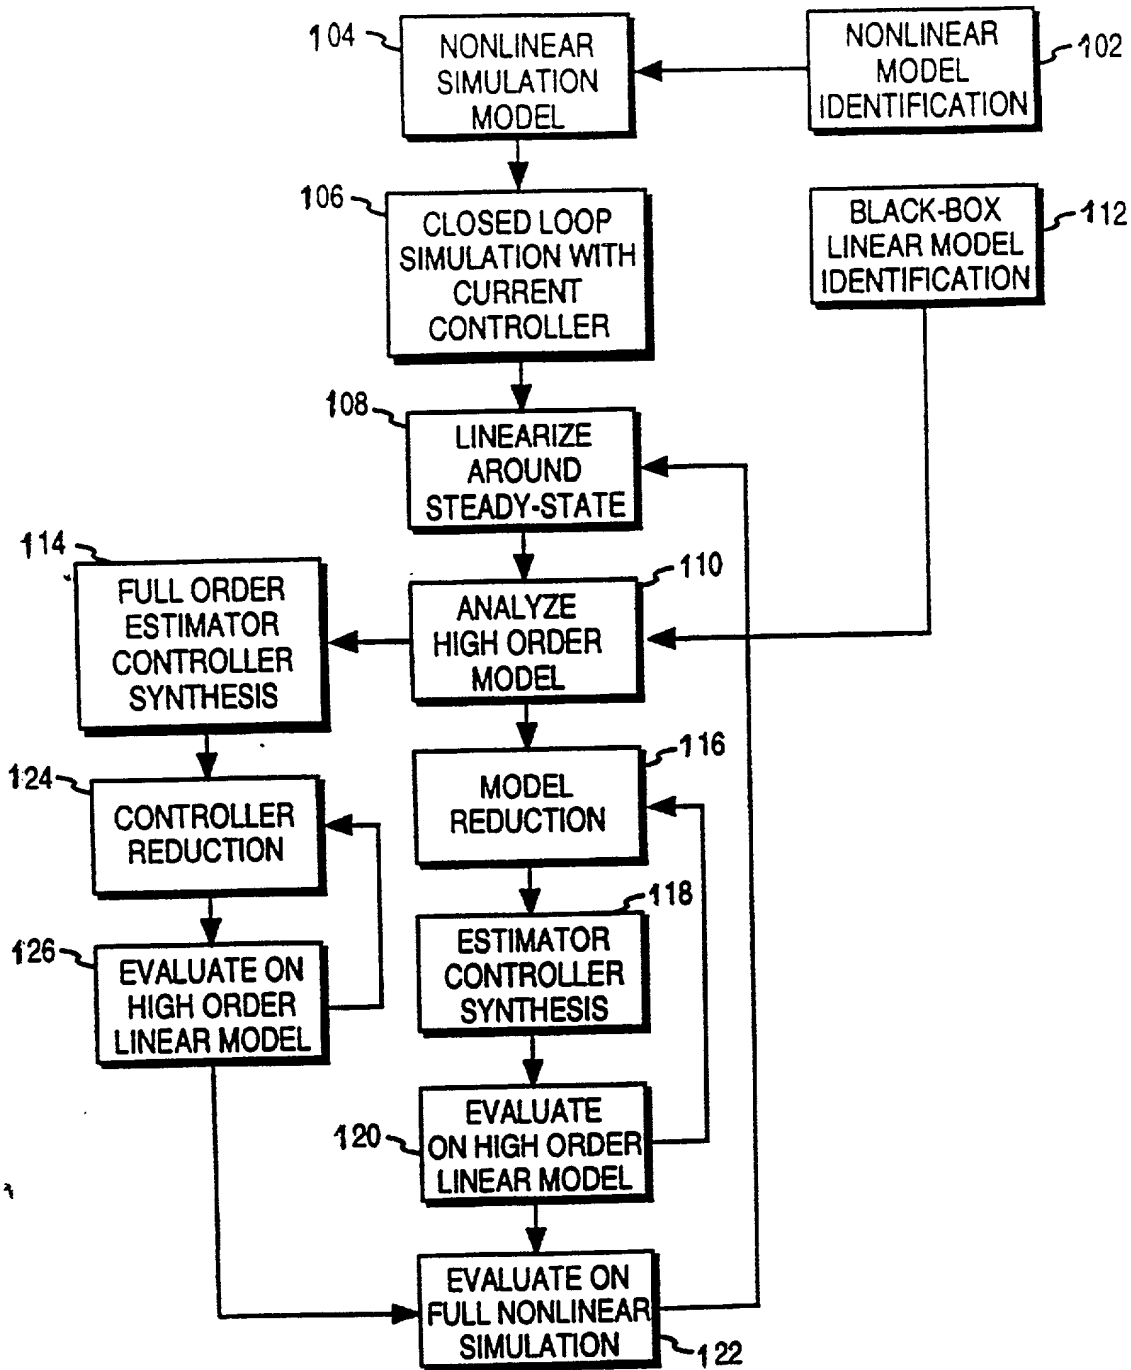 104
NONLINEAR
SIMULATION
MODEL
NONLINEAR
MODEL
IDENTIFICATION
102
106
CLOSED LOOP
SIMULATION WITH
CURRENT
CONTROLLER
BLACK-BOX
LINEAR MODEL
IDENTIFICATION
112
108
LINEARIZE
AROUND
STEADY-STATE
114
FULL ORDER
ESTIMATOR
CONTROLLER
SYNTHESIS
110
ANALYZE
HIGH ORDER
MODEL
116
MODEL
REDUCTION
124
CONTROLLER
REDUCTION
118
ESTIMATOR
CONTROLLER
SYNTHESIS
126
EVALUATE ON
HIGH ORDER
LINEAR MODEL
120
EVALUATE
ON HIGH ORDER
LINEAR MODEL
EVALUATE ON
FULL NONLINEAR
SIMULATION
122